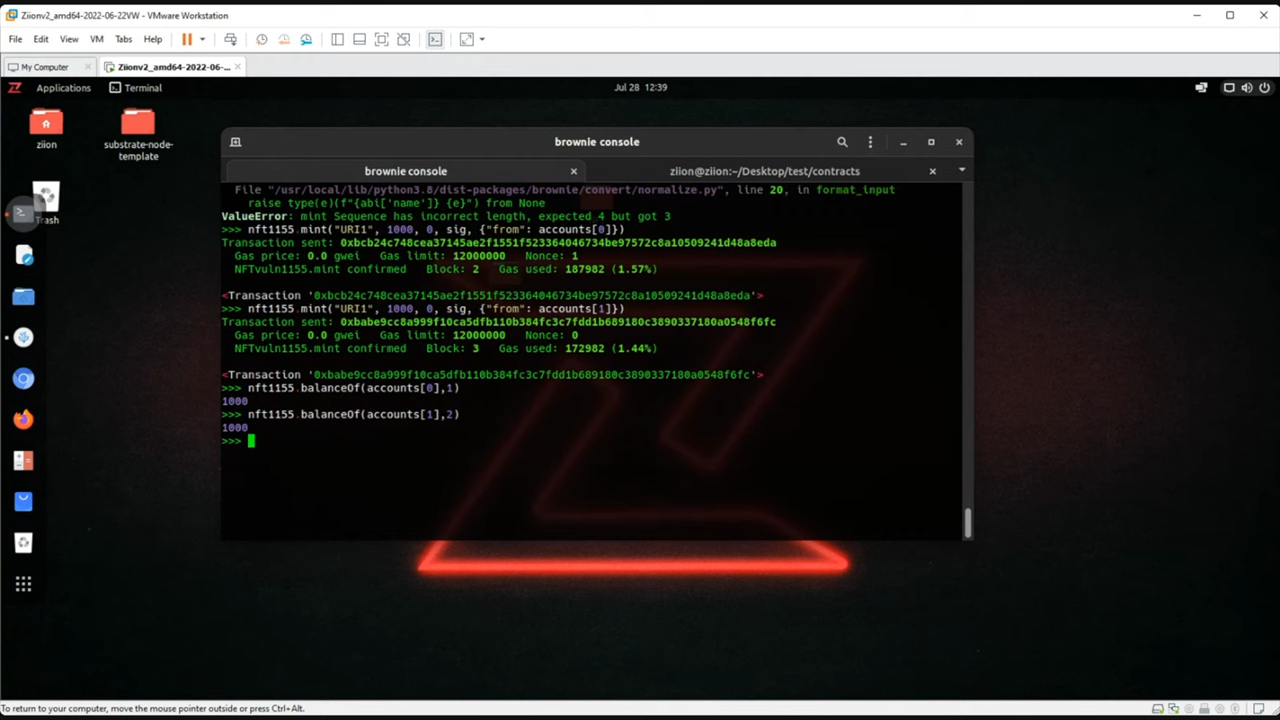 Ziionv2_amd64-2022-06-22VW - VMware Workstation
File Edit View VM Tabs Help
My Computer Ziionv2_amd64-2022-06-...
Applications Terminal Jul 28 12:39
ziion
substrate-node-template
Trash
brownie console
brownie console ziion@ziion:~/Desktop/test/contracts
File "/usr/local/lib/python3.8/dist-packages/brownie/convert/normalize.py", line 20, in format_input
raise type(e)(f"{abi['name']} {e}") from None
ValueError: mint Sequence has incorrect length, expected 4 but got 3
>>> nft1155.mint("URI1", 1000, 0, sig, {"from": accounts[0]})
Transaction sent: 0xbcb24c748cea37145ae2f1551f523364046734be97572c8a10509241d48a8eda
Gas price: 0.0 gwei Gas limit: 12000000 Nonce: 1
NFTvuln1155.mint confirmed Block: 2 Gas used: 187982 (1.57%)
<Transaction '0xbcb24c748cea37145ae2f1551f523364046734be97572c8a10509241d48a8eda'>
>>> nft1155.mint("URI1", 1000, 0, sig, {"from": accounts[1]})
Transaction sent: 0xbabe9cc8a999f10ca5dfb110b384fc3c7fdd1b689180c3890337180a0548f6fc
Gas price: 0.0 gwei Gas limit: 12000000 Nonce: 0
NFTvuln1155.mint confirmed Block: 3 Gas used: 172982 (1.44%)
<Transaction '0xbabe9cc8a999f10ca5dfb110b384fc3c7fdd1b689180c3890337180a0548f6fc'>
>>> nft1155.balanceOf(accounts[0],1)
1000
>>> nft1155.balanceOf(accounts[1],2)
1000
>>>
To return to your computer, move the mouse pointer outside or press Ctrl+Alt.